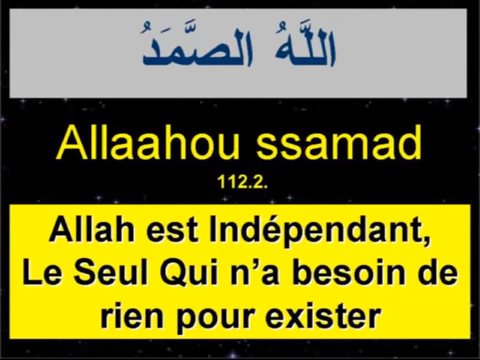 اللَّهُ الصَّمَدُ
Allaahou ssamad
112.2.
Allah est Indépendant,
Le Seul Qui n’a besoin de
rien pour exister